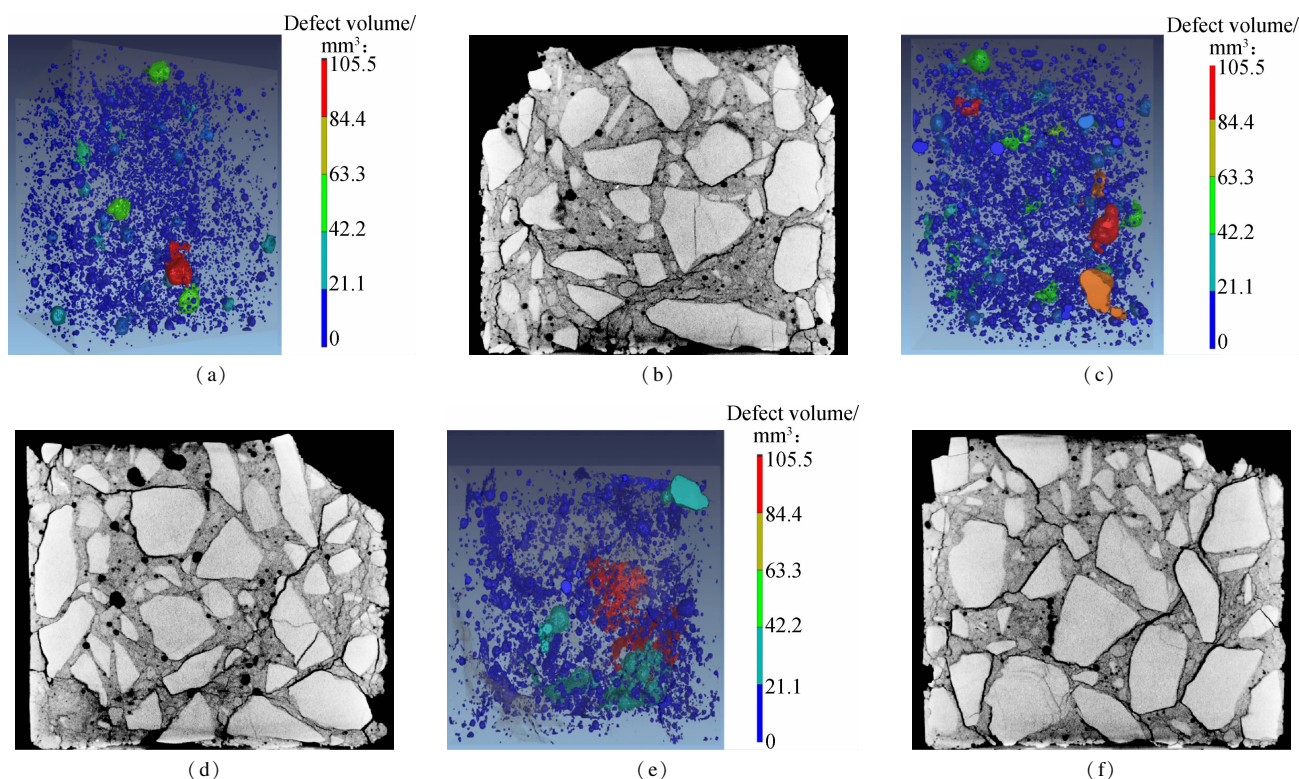 Defect volume/
mm³：
105.5
84.4
63.3
42.2
21.1
0
（a）
（b）
Defect volume/
mm³：
105.5
84.4
63.3
42.2
21.1
0
（c）
（d）
Defect volume/
mm³：
105.5
84.4
63.3
42.2
21.1
0
（e）
（f）